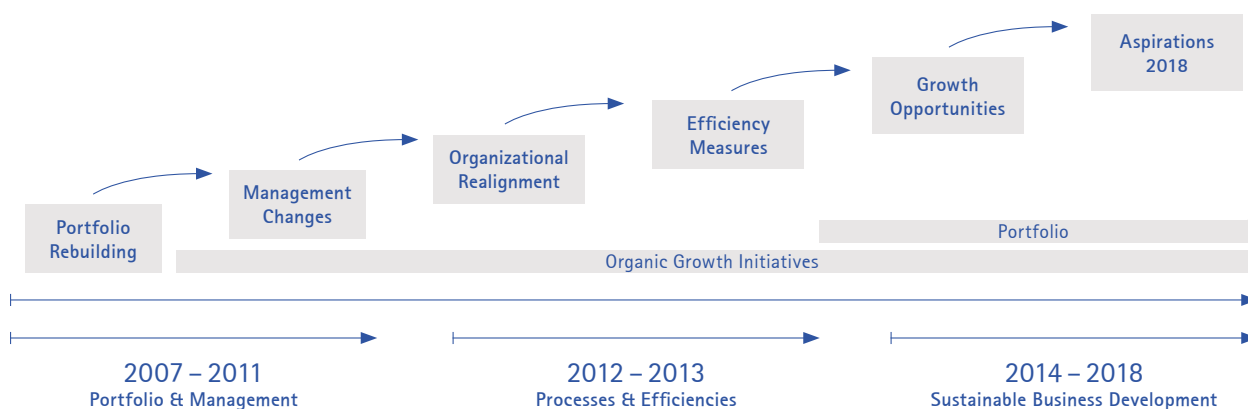 Portfolio
Rebuilding
Management
Changes
Organizational
Realignment
Efficiency
Measures
Growth
Opportunities
Aspirations
2018
Portfolio
Organic Growth Initiatives
2007 – 2011
Portfolio & Management
2012 – 2013
Processes & Efficiencies
2014 – 2018
Sustainable Business Development